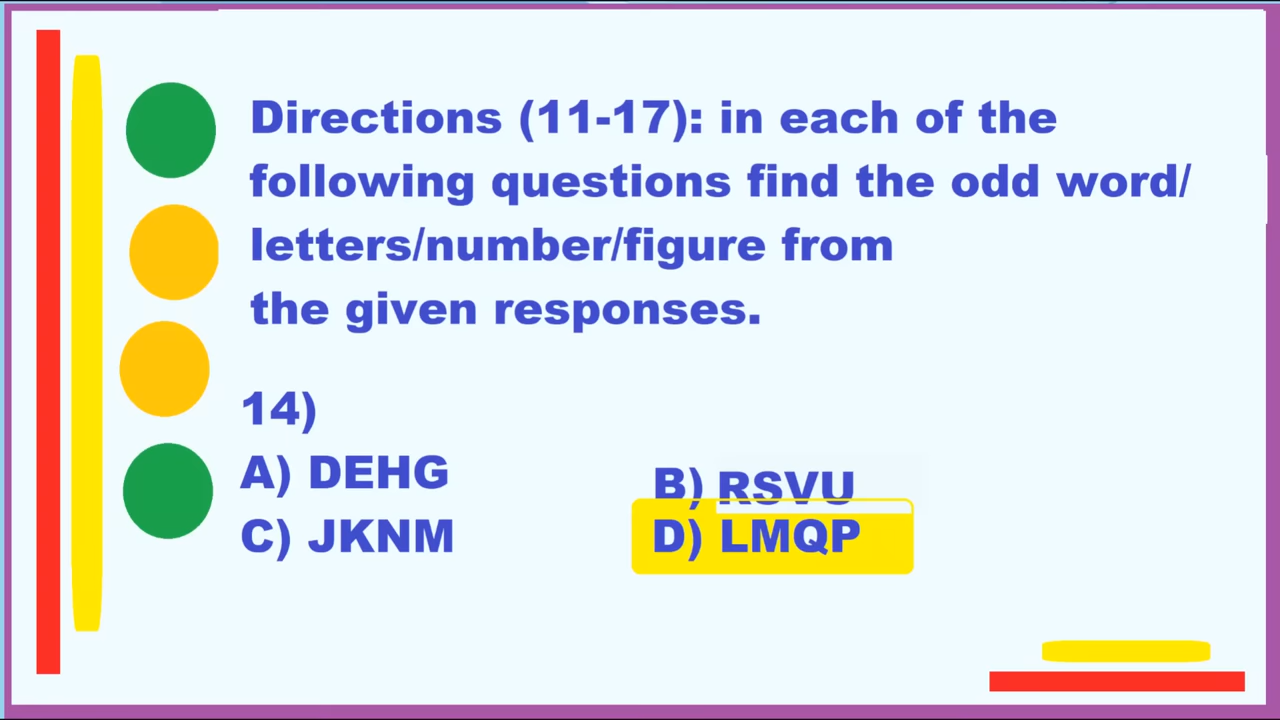 Directions (11-17): in each of the
following questions find the odd word/
letters/number/figure from
the given responses.
14)
A) DEHG
B) RSVU
C) JKNM
D) LMQP